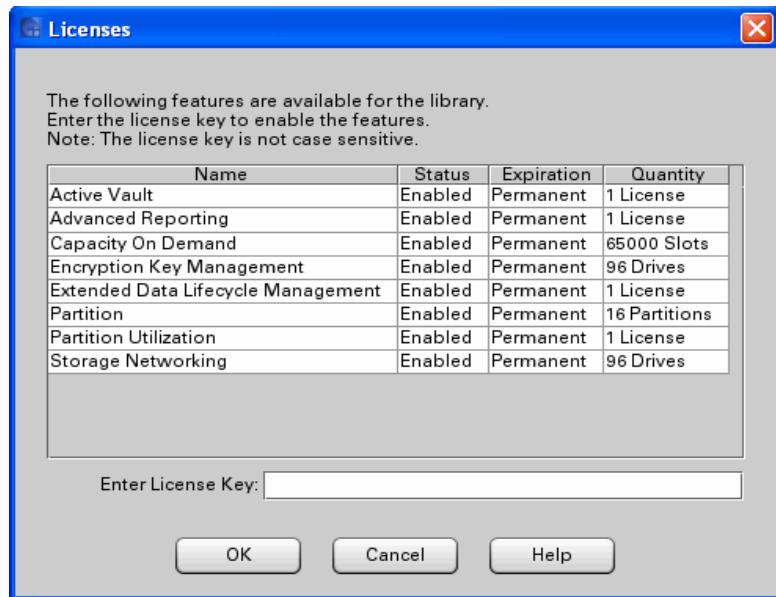 Licenses
The following features are available for the library.
Enter the license key to enable the features.
Note: The license key is not case sensitive.
Name Status Expiration Quantity
Active Vault Enabled Permanent 1 License
Advanced Reporting Enabled Permanent 1 License
Capacity On Demand Enabled Permanent 65000 Slots
Encryption Key Management Enabled Permanent 96 Drives
Extended Data Lifecycle Management Enabled Permanent 1 License
Partition Enabled Permanent 16 Partitions
Partition Utilization Enabled Permanent 1 License
Storage Networking Enabled Permanent 96 Drives
Enter License Key:
OK Cancel Help